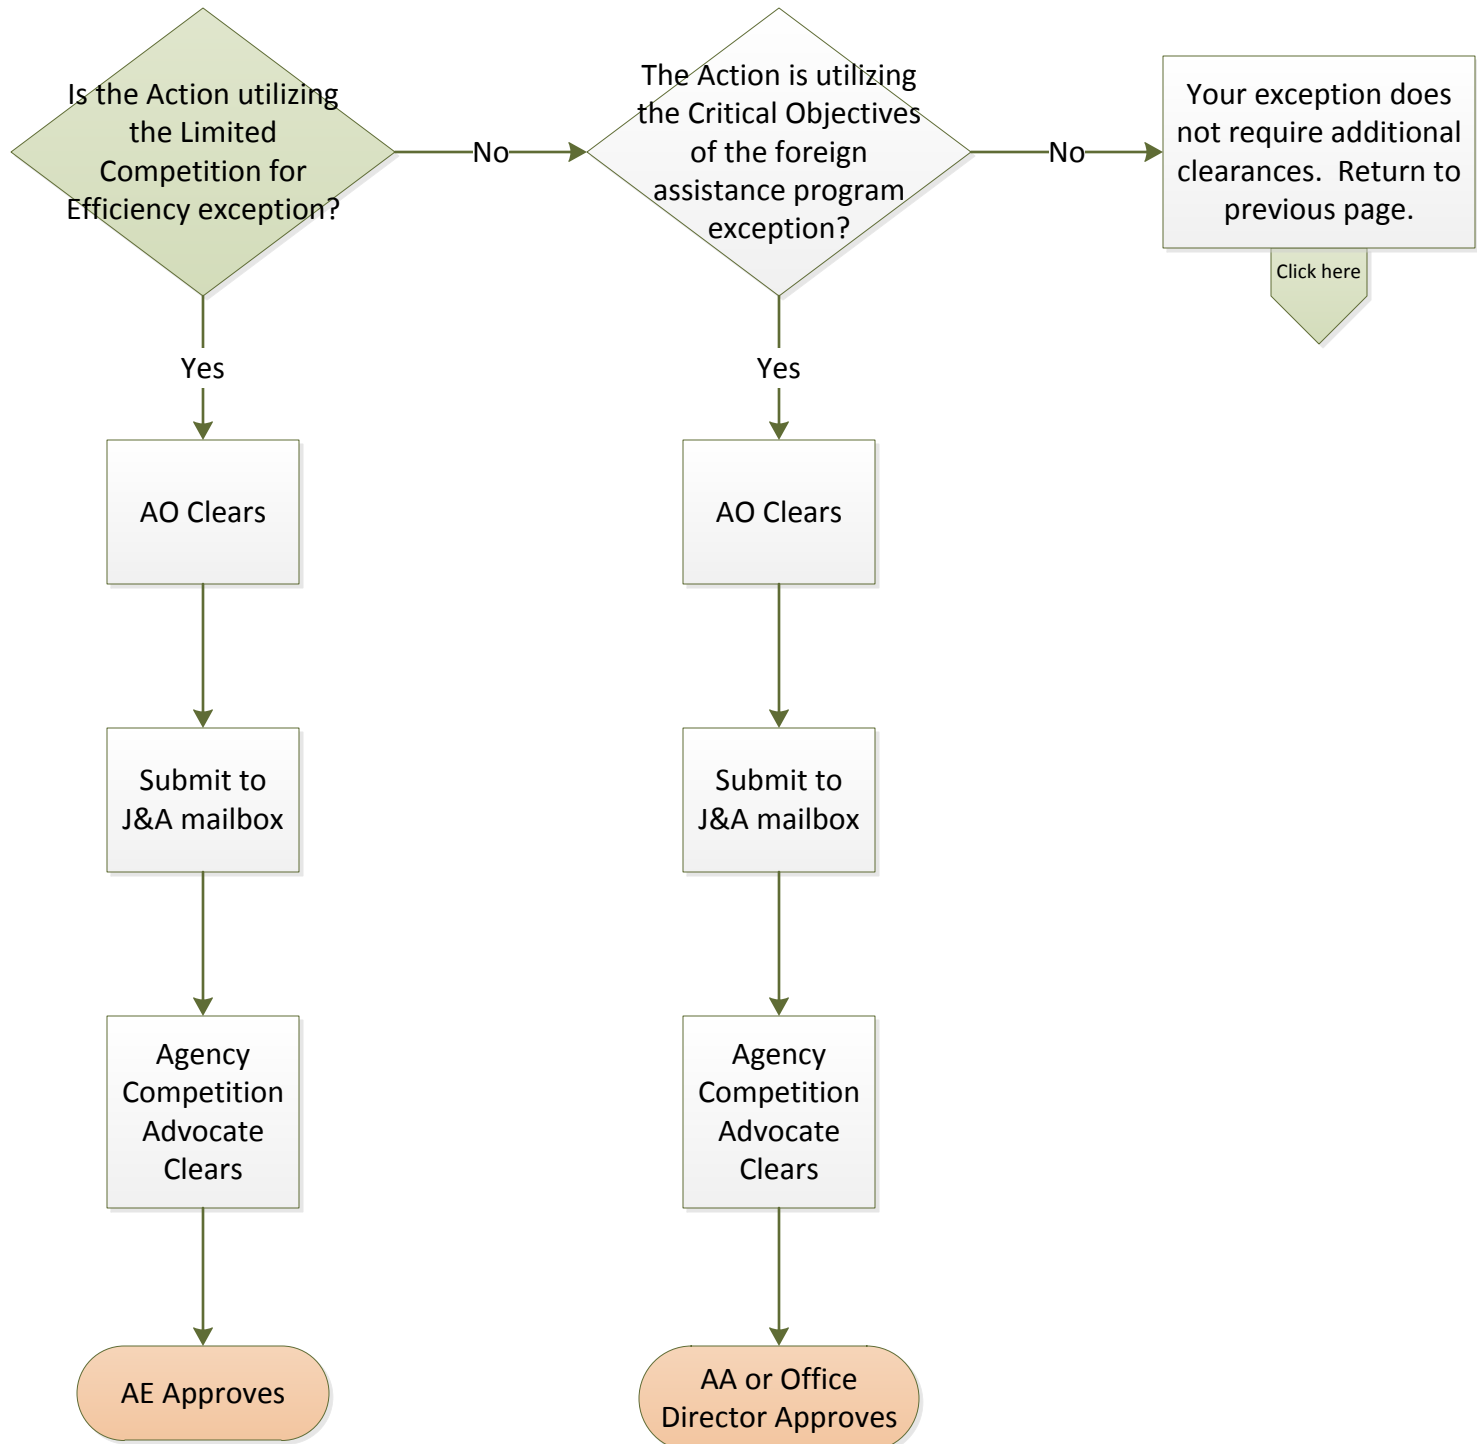 Is the Action utilizing
the Limited
Competition for
Efficiency exception?
No
The Action is utilizing
the Critical Objectives
of the foreign
assistance program
exception?
No
Your exception does
not require additional
clearances.  Return to
previous page.
Click here
Yes
Yes
AO Clears
AO Clears
Submit to
J&A mailbox
Submit to
J&A mailbox
Agency
Competition
Advocate
Clears
Agency
Competition
Advocate
Clears
AE Approves
AA or Office
Director Approves